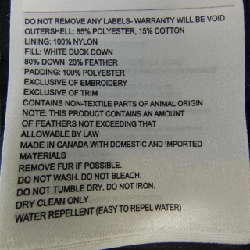 DO NOT REMOVE ANY LABELS- WARRANTY WILL BE VOID
OUTERSHELL: 85% POLYESTER, 15% COTTON
LINING: 100% NYLON
FILL: WHITE DUCK DOWN
80% DOWN 20% FEATHER
PADDING: 100% POLYESTER
EXCLUSIVE OF EMBROIDERY
EXCLUSIVE OF TRIM
CONTAINS NON-TEXTILE PARTS OF ANIMAL ORIGIN
NOTE: THIS PRODUCT CONTAINS AN AMOUNT
OF FEATHERS NOT EXCEEDING THAT
ALLOWABLE BY LAW
MADE IN CANADA WITH DOMESTIC AND IMPORTED
MATERIALS
REMOVE FUR IF POSSIBLE.
DO NOT WASH. DO NOT BLEACH.
DO NOT TUMBLE DRY. DO NOT IRON.
DRY CLEAN ONLY
WATER REPELLENT (EASY TO REPEL WATER)